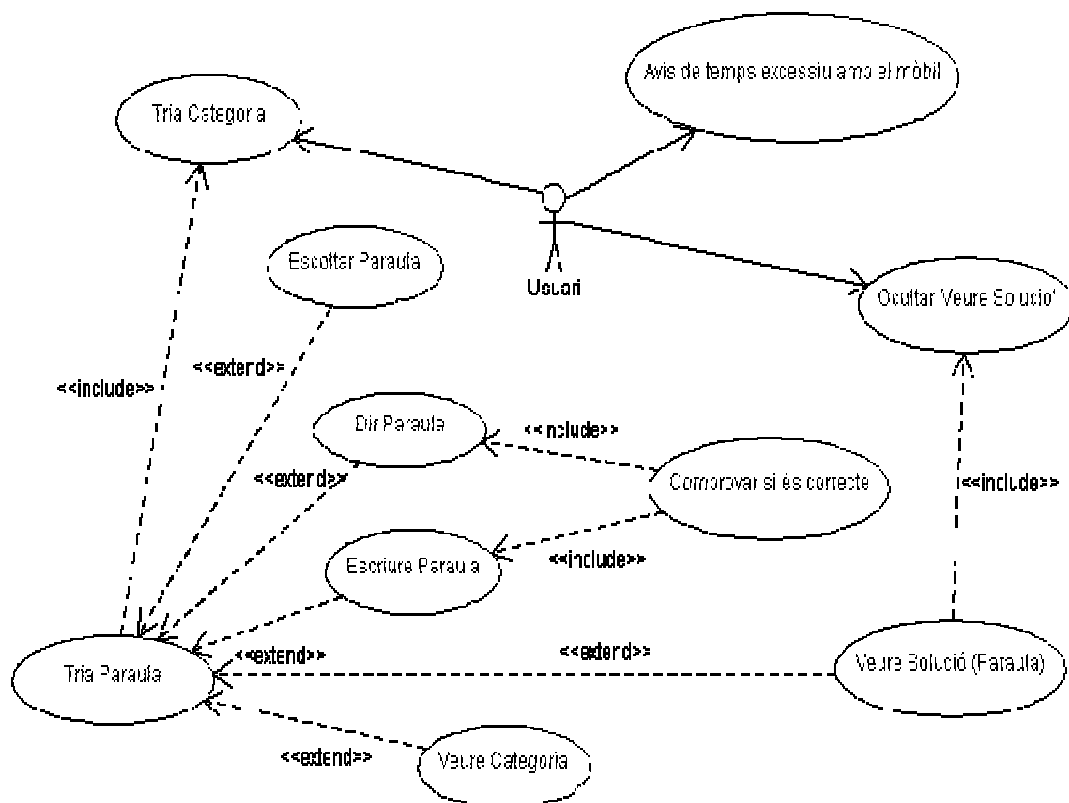 Avis de temps excessiu amb el mòbil
Tria Categoria
Escoltar Paraula
Usuari
Ocultar 'Veure Solució'
<<extend>>
<<include>>
Dir Paraula
<<include>>
<<extend>>
Comprovar si és correcte
<<include>>
Escriure Paraula
<<include>>
Tria Paraula
<<extend>>
<<extend>>
Veure Solució (Paraula)
<<extend>>
Veure Categoria